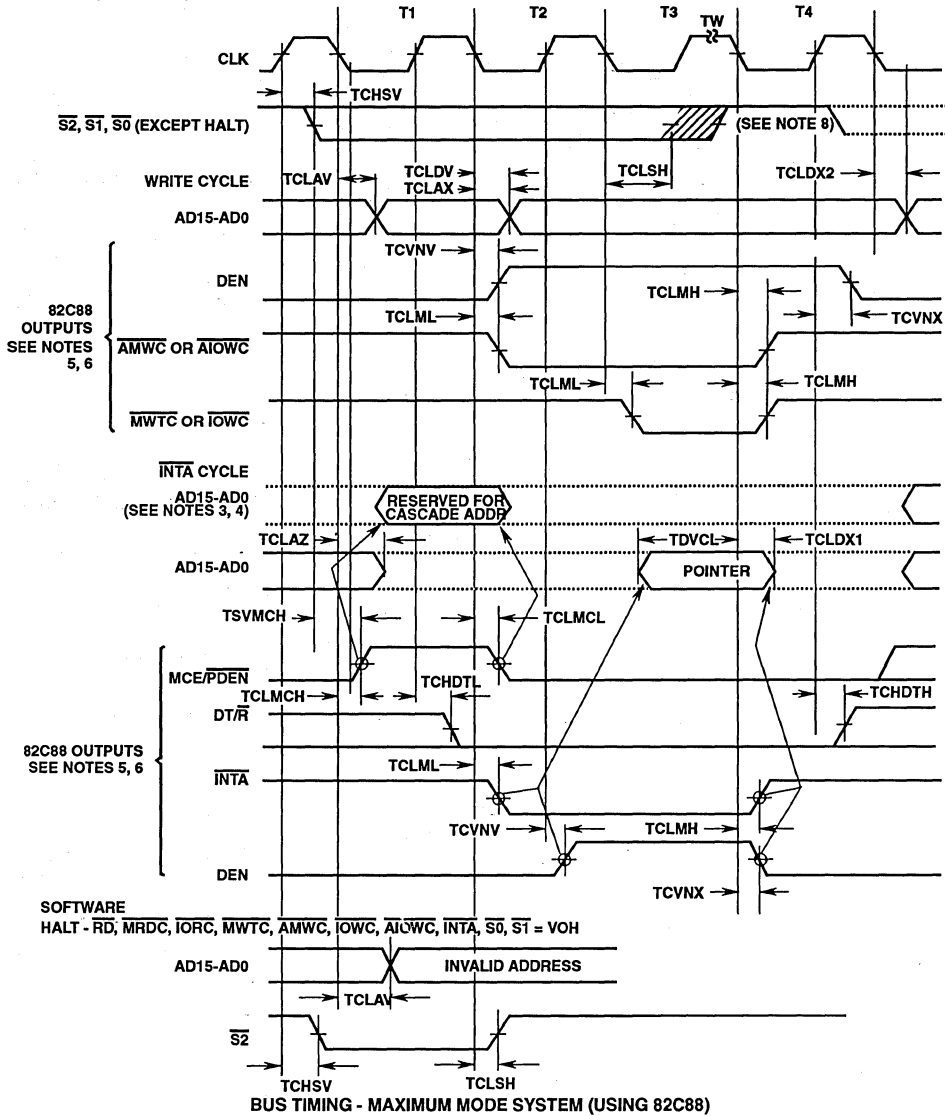 T1 T2 T3 T4
TW
CLK
TCHSV
S2, S1, S0 (EXCEPT HALT)
(SEE NOTE 8)
TCLDV
TCLSH
TCLDX2
WRITE CYCLE
TCLAV
TCLAX
AD15-AD0
TCVNV
DEN
TCLMH
82C88
OUTPUTS
SEE NOTES
5, 6
TCLML
TCVNX
AMWC OR AIOWC
TCLML
TCLMH
MWTC OR IOWC
INTA CYCLE
AD15-AD0
(SEE NOTES 3, 4)
RESERVED FOR
CASCADE ADDR
TCLAZ
TDVCL
TCLDX1
AD15-AD0
POINTER
TSVMCH
TCLMCL
MCE/PDEN
TCLMCH
TCHDTL
TCHDTH
DT/R
82C88 OUTPUTS
SEE NOTES 5, 6
TCLML
INTA
TCVNV
TCLMH
DEN
TCVNX
SOFTWARE
HALT - RD, MRDC, IORC, MWTC, AMWC, IOWC, AIOWC, INTA, S0, S1 = VOH
AD15-AD0
INVALID ADDRESS
TCLAV
S2
TCHSV
TCLSH
BUS TIMING - MAXIMUM MODE SYSTEM (USING 82C88)